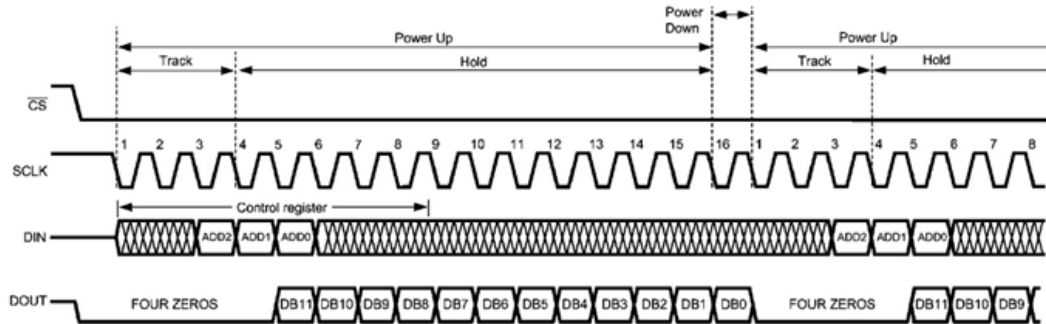 Power
Down
Power Up
Power Up
Track
Hold
Track
Hold
CS
1 2 3 4 5 6 7 8 9 10 11 12 13 14 15 16 1 2 3 4 5 6 7 8
SCLK
Control register
DIN ADD2 ADD1 ADD0 ADD2 ADD1 ADD0
DOUT FOUR ZEROS DB11 DB10 DB9 DB8 DB7 DB6 DB5 DB4 DB3 DB2 DB1 DB0 FOUR ZEROS DB11 DB10 DB9